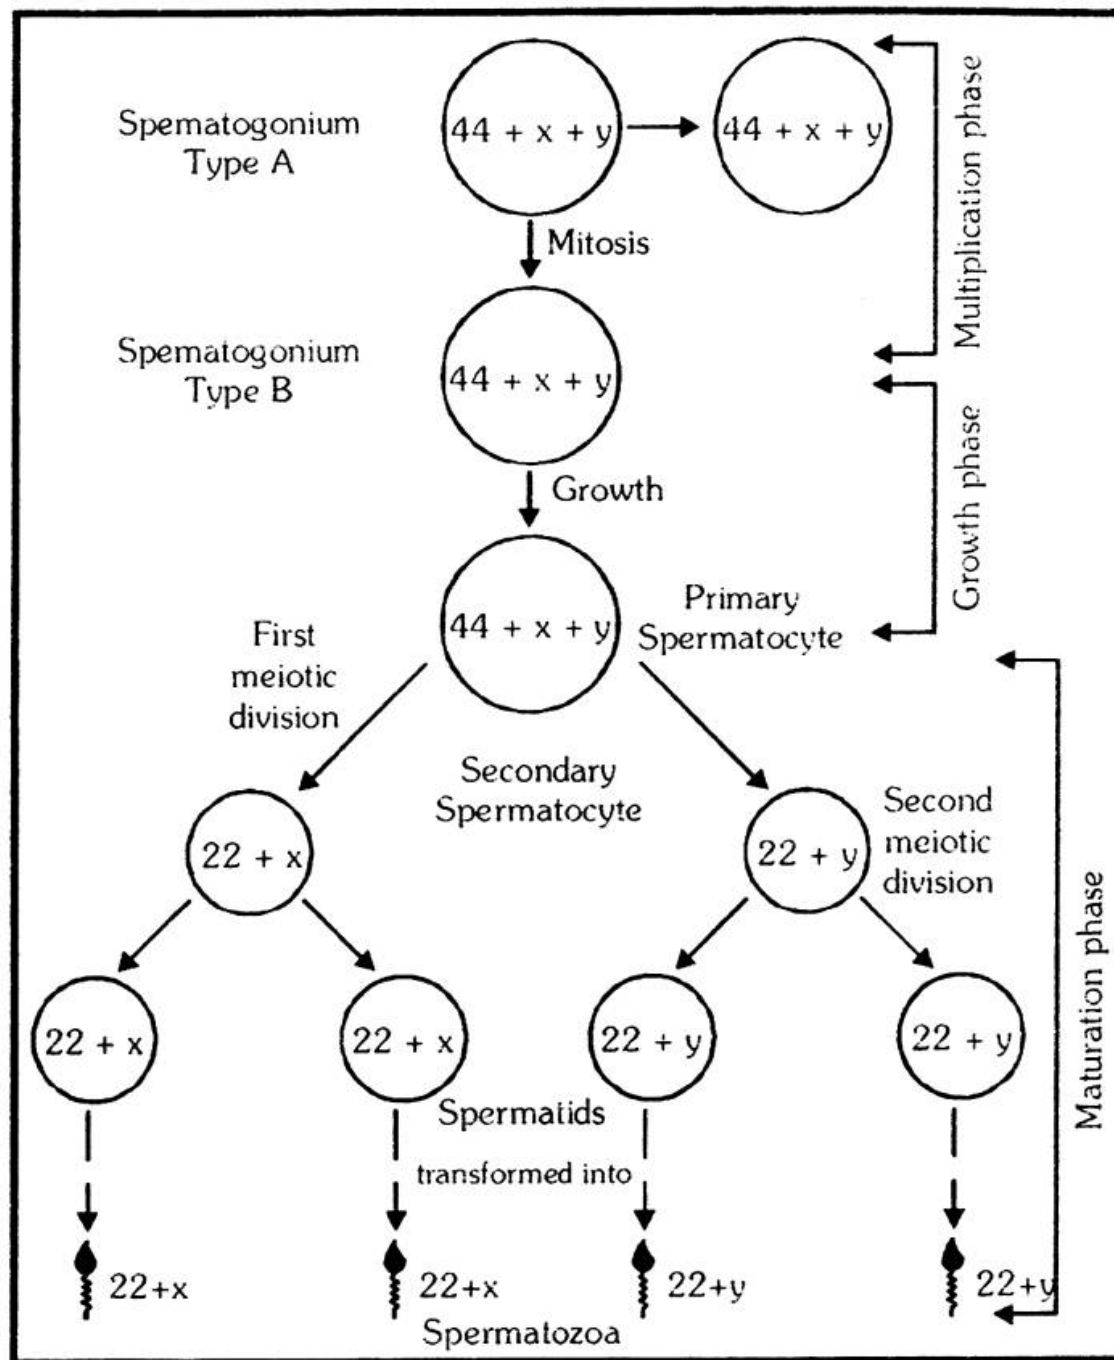 Spematogonium
Type A
44 + x + y
44 + x + y
Multiplication phase
Mitosis
Spematogonium
Type B
44 + x + y
Growth
Growth phase
44 + x + y
Primary
Spermatocyte
First
meiotic
division
Secondary
Spermatocyte
22 + x
22 + y
Second
meiotic
division
Maturation phase
22 + x
22 + x
22 + y
22 + y
Spermatids
transformed into
22+x
22+x
22+y
22+y
Spermatozoa